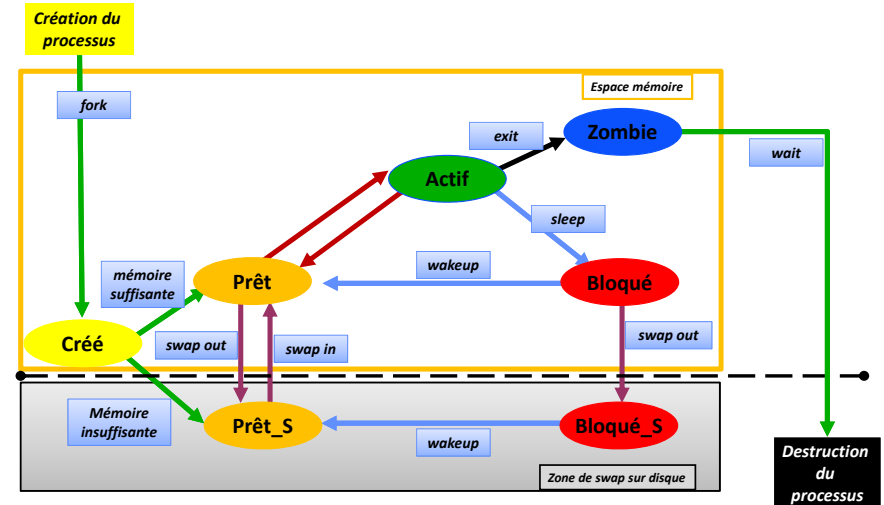 Création du
processus
Espace mémoire
fork
exit
Zombie
wait
Actif
sleep
mémoire
suffisante
Prêt
wakeup
Bloqué
Créé
swap out
swap in
swap out
Mémoire
insuffisante
Prêt_S
wakeup
Bloqué_S
Zone de swap sur disque
Destruction
du
processus